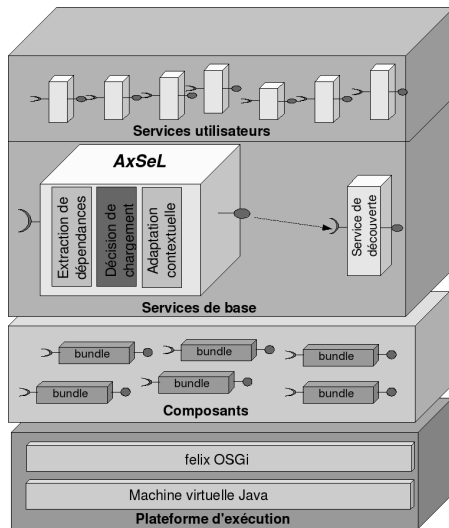 Services utilisateurs
AxSeL
Extraction de
dépendances
Décision de
chargement
Adaptation
contextuelle
Service de
découverte
Services de base
bundle
bundle
bundle
bundle
bundle
bundle
Composants
felix OSGi
Machine virtuelle Java
Plateforme d'exécution